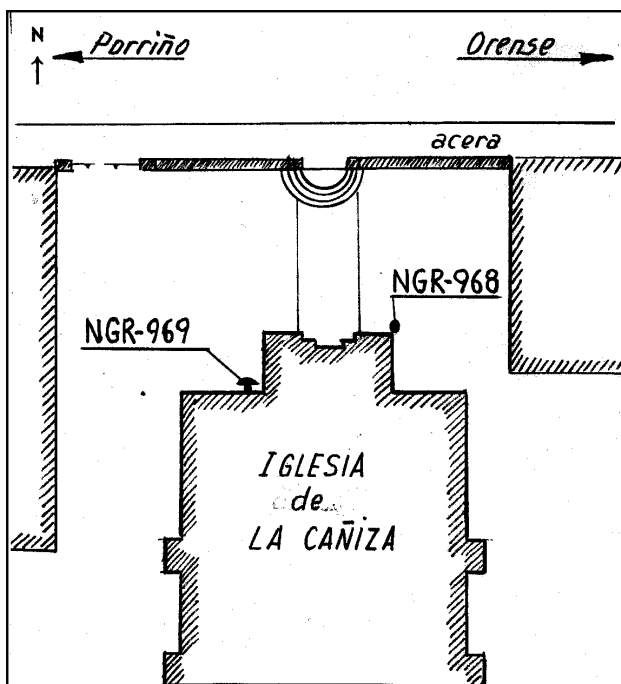 N
Porriño
Orense
acera
NGR-968
NGR-969
IGLESIA
de
LA CAÑIZA